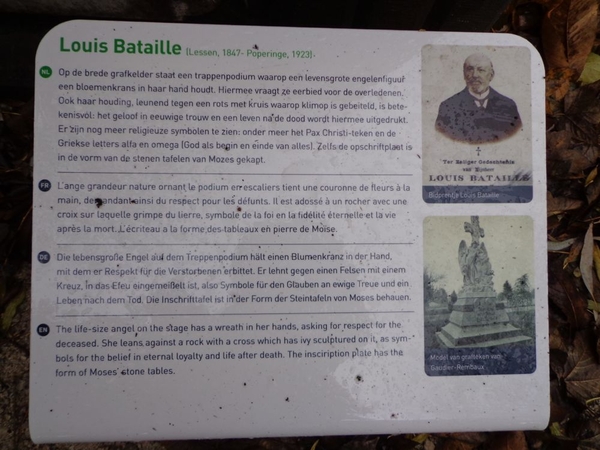 Louis Bataille (Lessen, 1847- Poperinge, 1923)
NL
Op de brede grafkelder staat een trappenpodium waarop een levensgrote engelenfiguur
een bloemenkrans in haar hand houdt. Hiermee vraagt ze eerbied voor de overledenen.
Ook haar houding, leunend tegen een rots met kruis waarop klimop is gebeiteld, is bete-
kenisvol: het geloof in eeuwige trouw en een leven na de dood wordt hiermee uitgedrukt.
Er zijn nog meer religieuze symbolen te zien: onder meer het Pax Christi-teken en de
Griekse letters alfa en omega (God als begin en einde van alles). Zelfs de opschriftplaat is
in de vorm van de stenen tafelen van Mozes gekapt.
FR
L'ange grandeur nature ornant le podium en escaliers tient une couronne de fleurs à la
main, demandant ainsi du respect pour les défunts. Il est adossé à un rocher avec une
croix sur laquelle grimpe du lierre, symbole de la foi en la fidélité éternelle et la vie
après la mort. L'écriteau a la forme des tableaux en pierre de Moïse.
DE
Die lebensgroße Engel auf dem Treppenpodium hält einen Blumenkranz in der Hand,
mit dem er Respekt für die Verstorbenen erbittet. Er lehnt gegen einen Felsen mit einem
Kreuz, in das Efeu eingemeißelt ist, also Symbole für den Glauben an ewige Treue und ein
Leben nach dem Tod. Die Inschrifttafel ist in der Form der Steintafeln von Moses behauen.
EN
The life-size angel on the stage has a wreath in her hands, asking for respect for the
deceased. She leans against a rock with a cross which has ivy sculptured on it, as sym-
bols for the belief in eternal loyalty and life after death. The insciription plate has the
form of Moses' stone tables.
Ter Zaliger Gedachtenis
van Mijnheer
LOUIS BATAILLE
Bidprentje Louis Bataille
Model van grafteken van